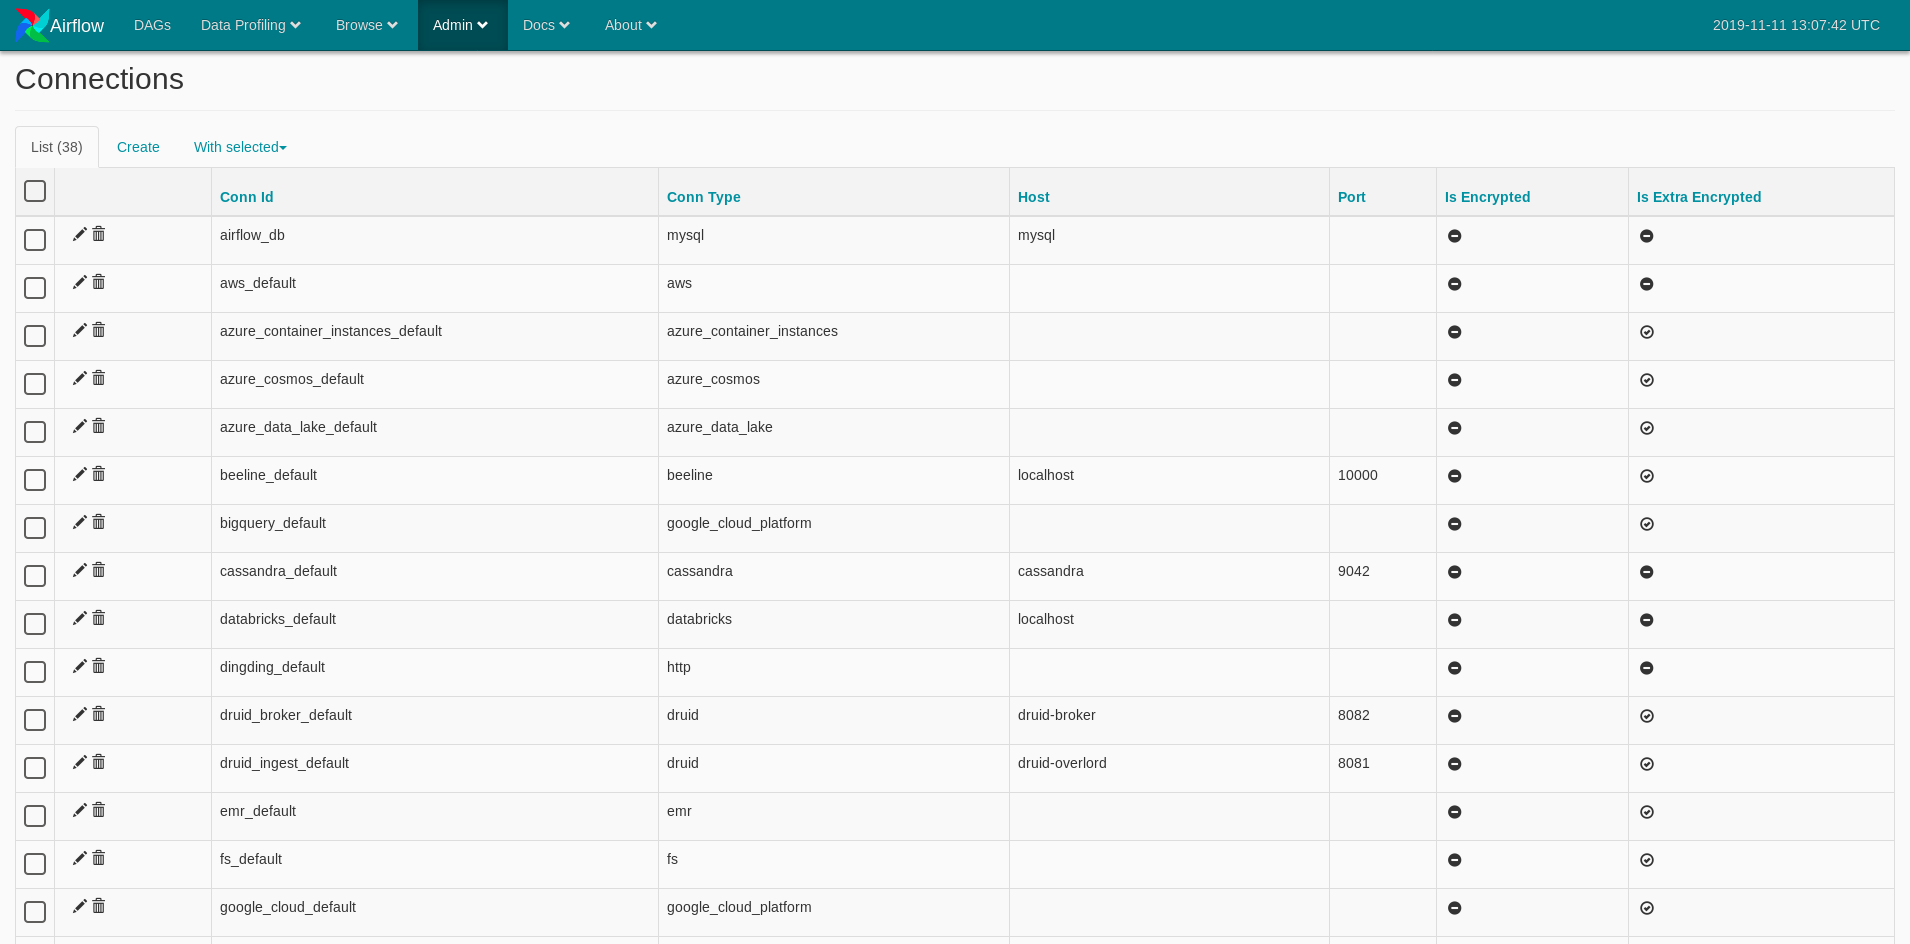 Airflow DAGs Data Profiling Browse Admin Docs About 2019-11-11 13:07:42 UTC
Connections
List (38) Create With selected
Conn Id Conn Type Host Port Is Encrypted Is Extra Encrypted
airflow_db mysql mysql
aws_default aws
azure_container_instances_default azure_container_instances
azure_cosmos_default azure_cosmos
azure_data_lake_default azure_data_lake
beeline_default beeline localhost 10000
bigquery_default google_cloud_platform
cassandra_default cassandra cassandra 9042
databricks_default databricks localhost
dingding_default http
druid_broker_default druid druid-broker 8082
druid_ingest_default druid druid-overlord 8081
emr_default emr
fs_default fs
google_cloud_default google_cloud_platform